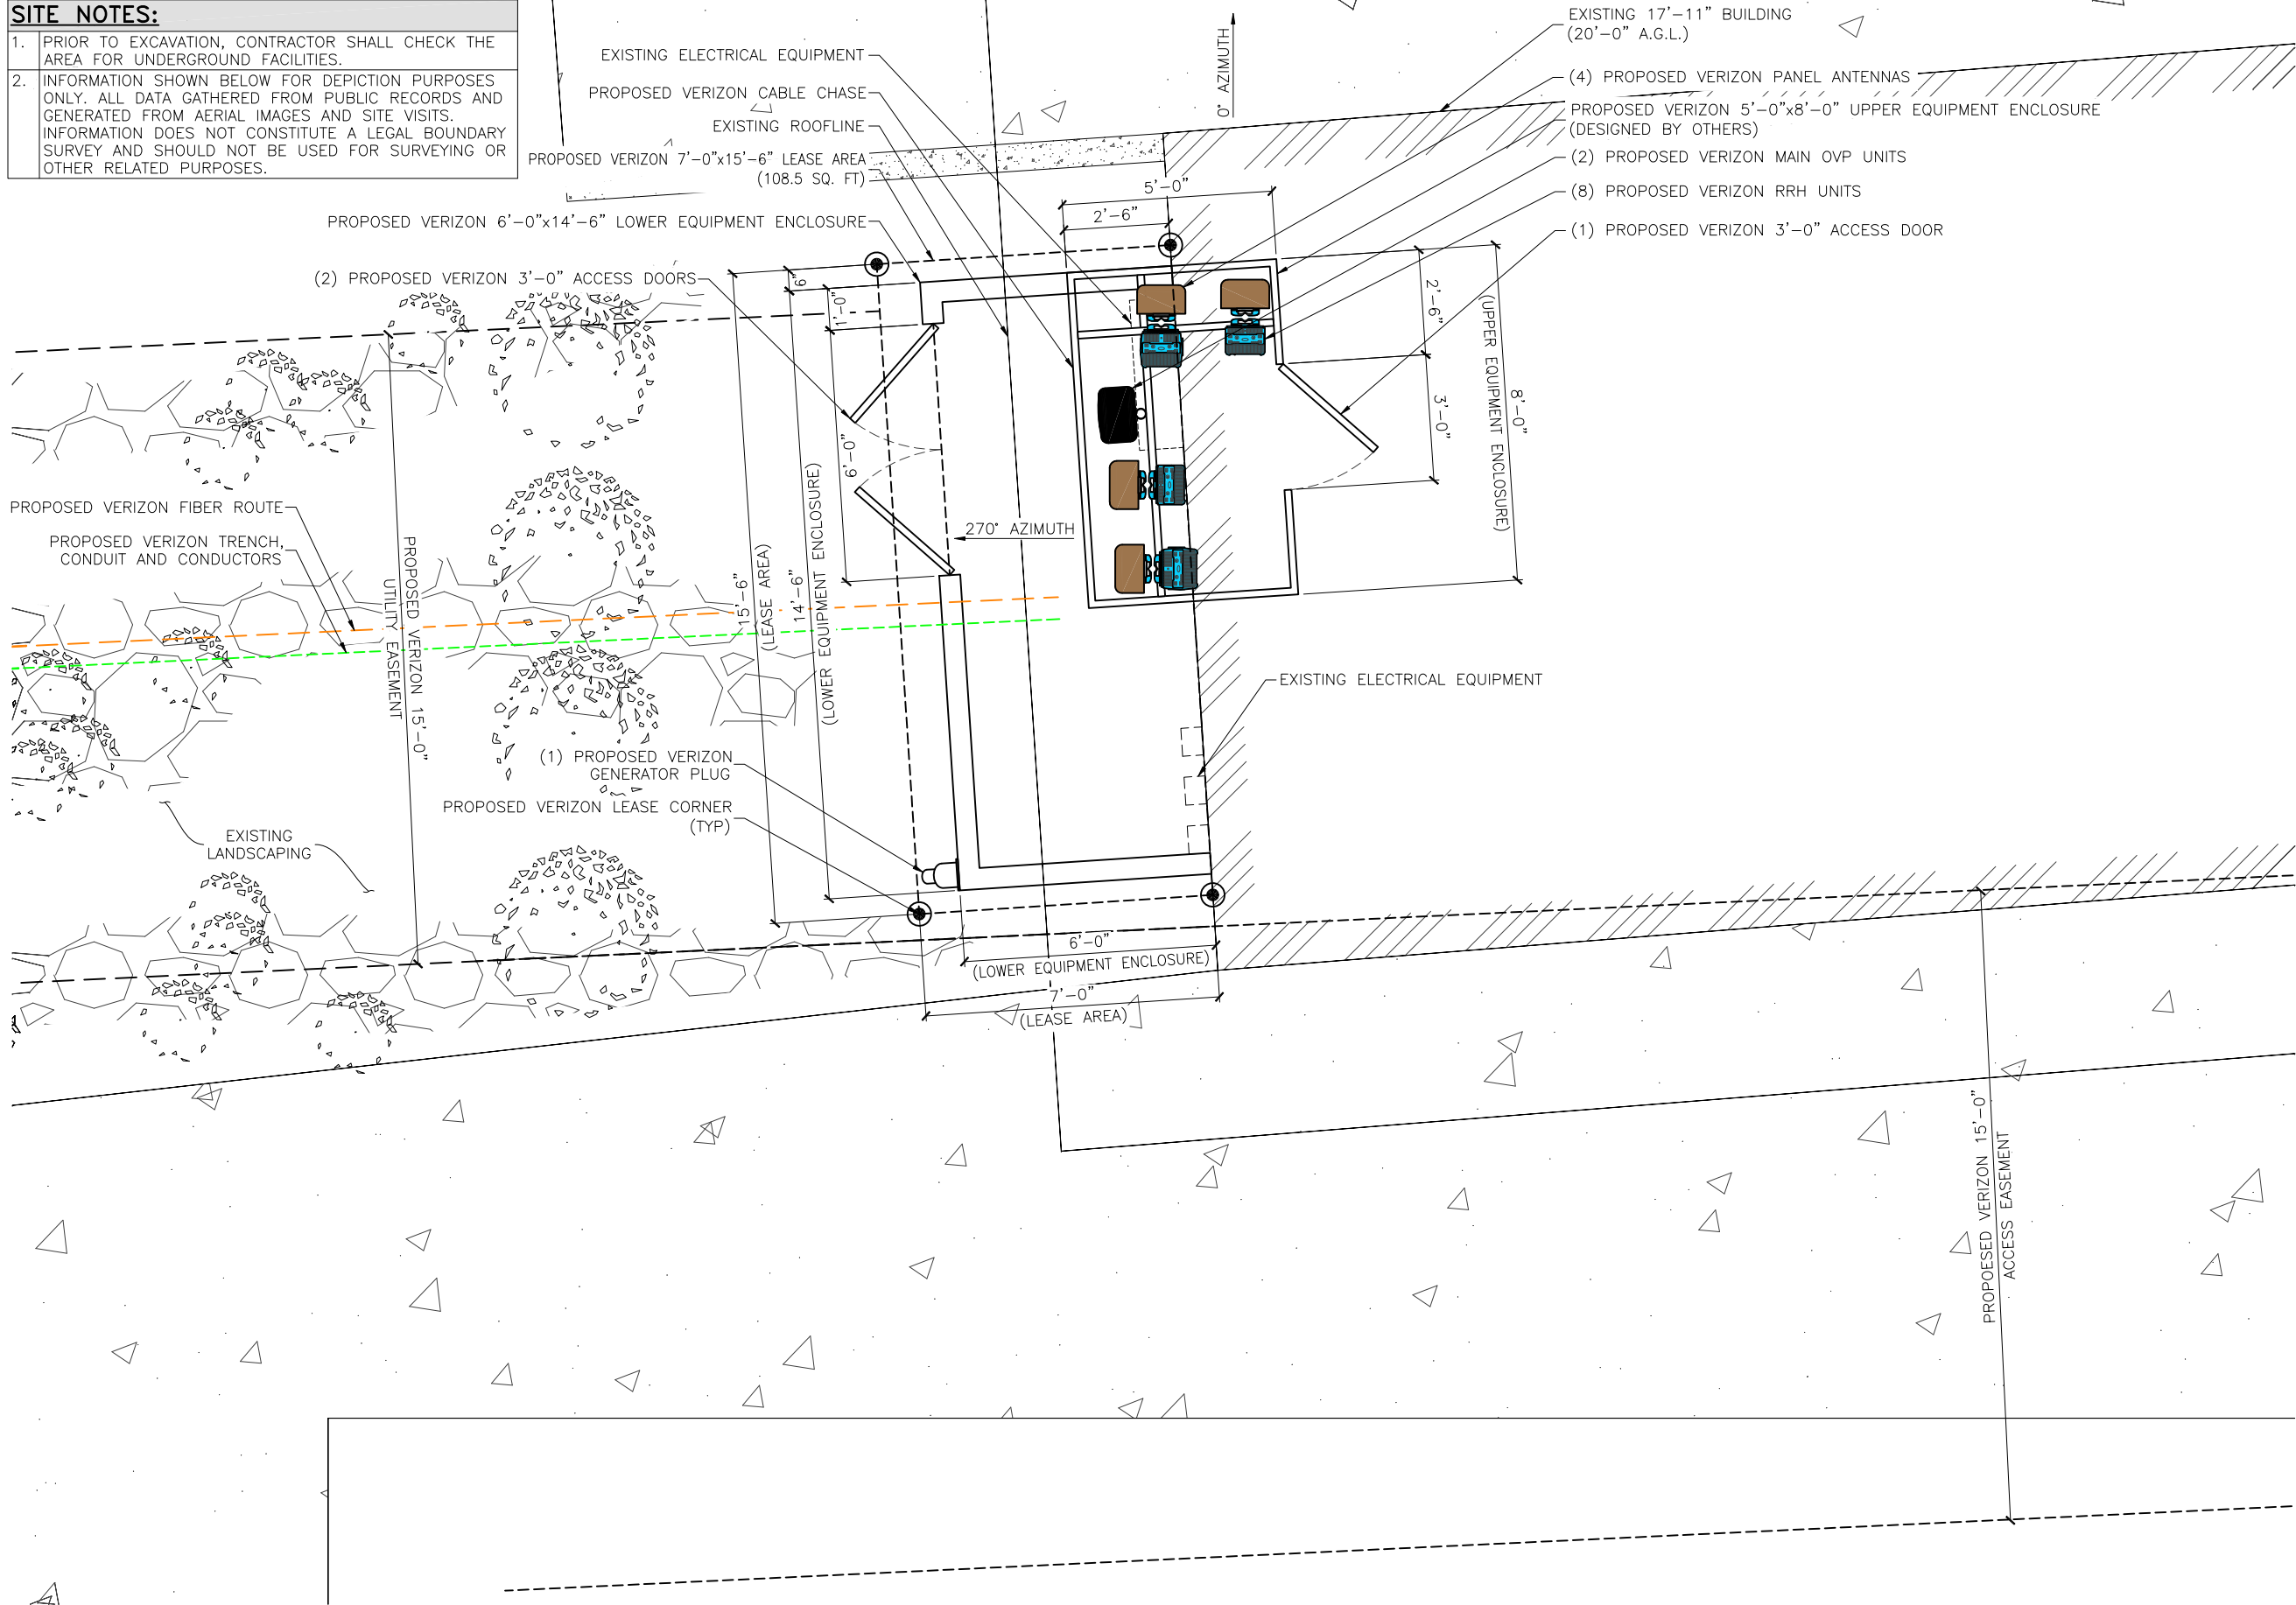 SITE NOTES:
1. PRIOR TO EXCAVATION, CONTRACTOR SHALL CHECK THE
AREA FOR UNDERGROUND FACILITIES.
2. INFORMATION SHOWN BELOW FOR DEPICTION PURPOSES
ONLY. ALL DATA GATHERED FROM PUBLIC RECORDS AND
GENERATED FROM AERIAL IMAGES AND SITE VISITS.
INFORMATION DOES NOT CONSTITUTE A LEGAL BOUNDARY
SURVEY AND SHOULD NOT BE USED FOR SURVEYING OR
OTHER RELATED PURPOSES.
EXISTING ELECTRICAL EQUIPMENT
PROPOSED VERIZON CABLE CHASE
EXISTING ROOFLINE
PROPOSED VERIZON 7'-0"x15'-6" LEASE AREA
(108.5 SQ. FT)
PROPOSED VERIZON 6'-0"x14'-6" LOWER EQUIPMENT ENCLOSURE
(2) PROPOSED VERIZON 3'-0" ACCESS DOORS
0° AZIMUTH
EXISTING 17'-11" BUILDING
(20'-0" A.G.L.)
(4) PROPOSED VERIZON PANEL ANTENNAS
PROPOSED VERIZON 5'-0"x8'-0" UPPER EQUIPMENT ENCLOSURE
(DESIGNED BY OTHERS)
(2) PROPOSED VERIZON MAIN OVP UNITS
(8) PROPOSED VERIZON RRH UNITS
(1) PROPOSED VERIZON 3'-0" ACCESS DOOR
5'-0"
2'-6"
6"
1'-0"
6'-0"
2'-6"
3'-0"
8'-0"
(UPPER EQUIPMENT ENCLOSURE)
270° AZIMUTH
15'-6"
(LEASE AREA)
14'-6"
(LOWER EQUIPMENT ENCLOSURE)
PROPOSED VERIZON FIBER ROUTE
PROPOSED VERIZON TRENCH,
CONDUIT AND CONDUCTORS
PROPOSED VERIZON 15'-0"
UTILITY EASEMENT
EXISTING ELECTRICAL EQUIPMENT
(1) PROPOSED VERIZON
GENERATOR PLUG
PROPOSED VERIZON LEASE CORNER
(TYP)
EXISTING
LANDSCAPING
6'-0"
(LOWER EQUIPMENT ENCLOSURE)
7'-0"
(LEASE AREA)
PROPOESED VERIZON 15'-0"
ACCESS EASEMENT